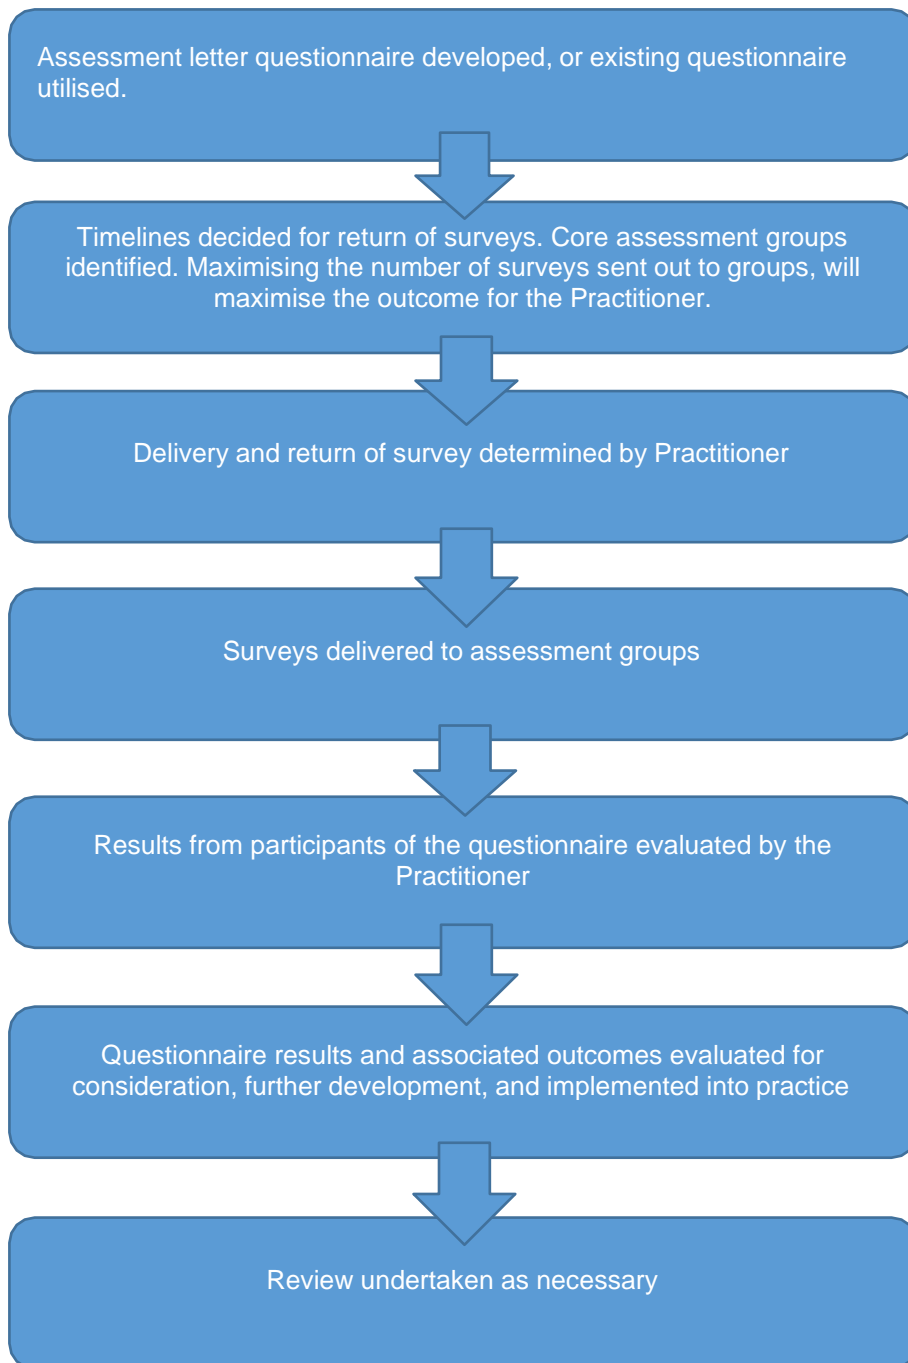 Assessment letter questionnaire developed, or existing questionnaire
utilised.
Timelines decided for return of surveys. Core assessment groups
identified. Maximising the number of surveys sent out to groups, will
maximise the outcome for the Practitioner.
Delivery and return of survey determined by Practitioner
Surveys delivered to assessment groups
Results from participants of the questionnaire evaluated by the
Practitioner
Questionnaire results and associated outcomes evaluated for
consideration, further development, and implemented into practice
Review undertaken as necessary